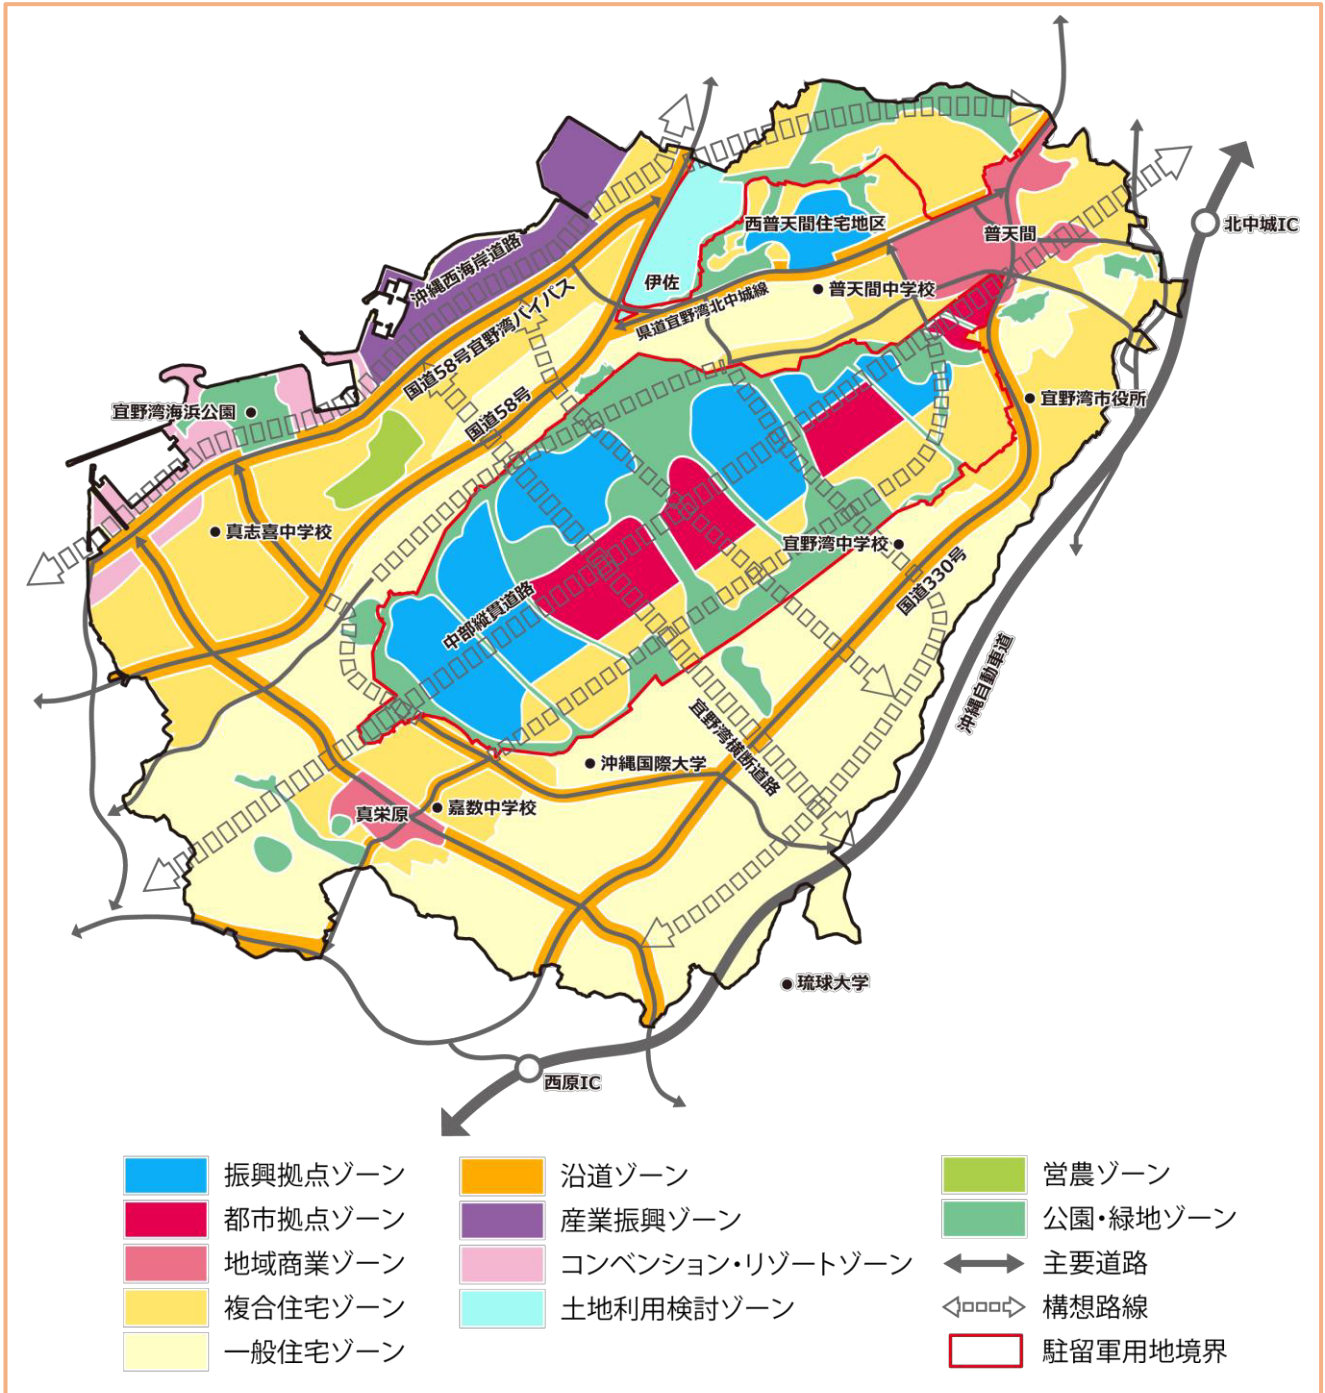 北中城IC
西普天間住宅地区
普天間
沖縄西海岸道路
伊佐
普天間中学校
県道宜野湾北中城線
国道58号宜野湾バイパス
国道58号
宜野湾海浜公園
宜野湾市役所
真志喜中学校
宜野湾中学校
国道330号
中部縦貫道路
沖縄自動車道
宜野湾横断道路
沖縄国際大学
嘉数中学校
真栄原
琉球大学
西原IC
振興拠点ゾーン
都市拠点ゾーン
地域商業ゾーン
複合住宅ゾーン
一般住宅ゾーン
沿道ゾーン
産業振興ゾーン
コンベンション・リゾートゾーン
土地利用検討ゾーン
営農ゾーン
公園・緑地ゾーン
主要道路
構想路線
駐留軍用地境界